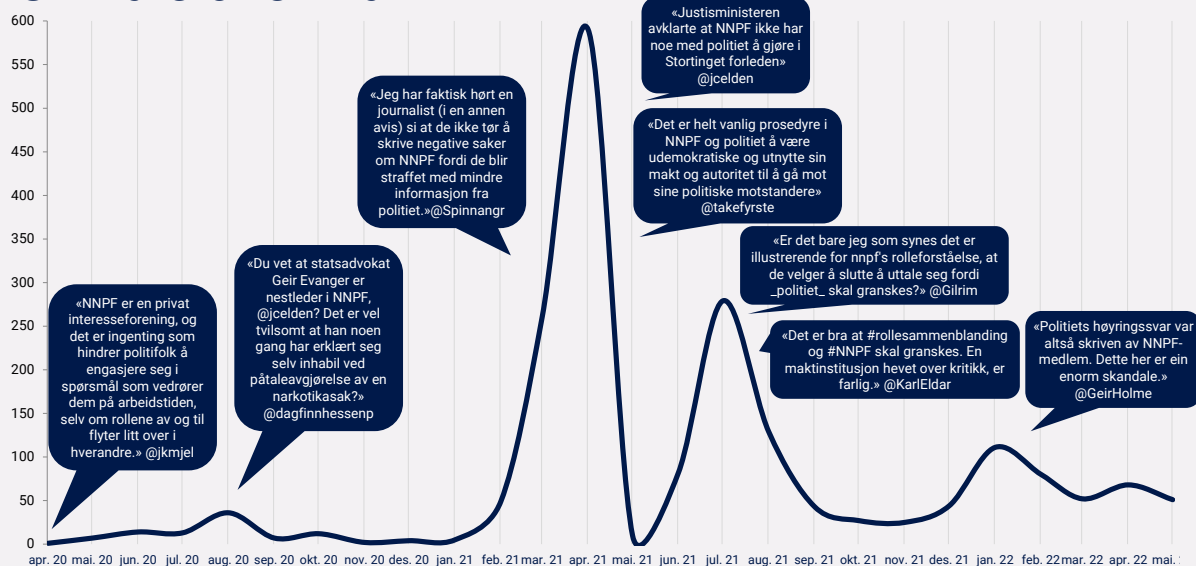 600
550
500
450
400
350
300
250
200
150
100
50
0
«NNPF er en privat
interesseforening, og
det er ingenting som
hindrer politifolk å
engasjere seg i
spørsmål som vedrører
dem på arbeidstiden,
selv om rollene av og til
flyter litt over i
hverandre.» @jkmjel
«Du vet at statsadvokat
Geir Evanger er
nestleder i NNPF,
@jcelden? Det er vel
tvilsomt at han noen
gang har erklært seg
selv inhabil ved
påtaleavgjørelse av en
narkotikasak?»
@dagfinnhessenp
«Jeg har faktisk hørt en
journalist (i en annen
avis) si at de ikke tør å
skrive negative saker
om NNPF fordi de blir
straffet med mindre
informasjon fra
politiet.»@Spinnangr
«Justisministeren
avklarte at NNPF ikke har
noe med politiet å gjøre i
Stortinget forleden»
@jcelden
«Det er helt vanlig prosedyre i
NNPF og politiet å være
udemokratiske og utnytte sin
makt og autoritet til å gå mot
sine politiske motstandere»
@takefyrste
«Er det bare jeg som synes det er
illustrerende for nnpf's rolleforståelse, at
de velger å slutte å uttale seg fordi
_politiet_ skal granskes?» @Gilrim
«Det er bra at #rollesammenblanding
og #NNPF skal granskes. En
maktinstitusjon hevet over kritikk, er
farlig.» @KarlEldar
«Politiets høyringssvar var
altså skriven av NNPF-
medlem. Dette her er ein
enorm skandale.»
@GeirHolme
apr. 20 mai. 20 jun. 20 jul. 20 aug. 20 sep. 20 okt. 20 nov. 20 des. 20 jan. 21 feb. 21 mar. 21 apr. 21 mai. 21 jun. 21 jul. 21 aug. 21 sep. 21 okt. 21 nov. 21 des. 21 jan. 22 feb. 22 mar. 22 apr. 22 mai.